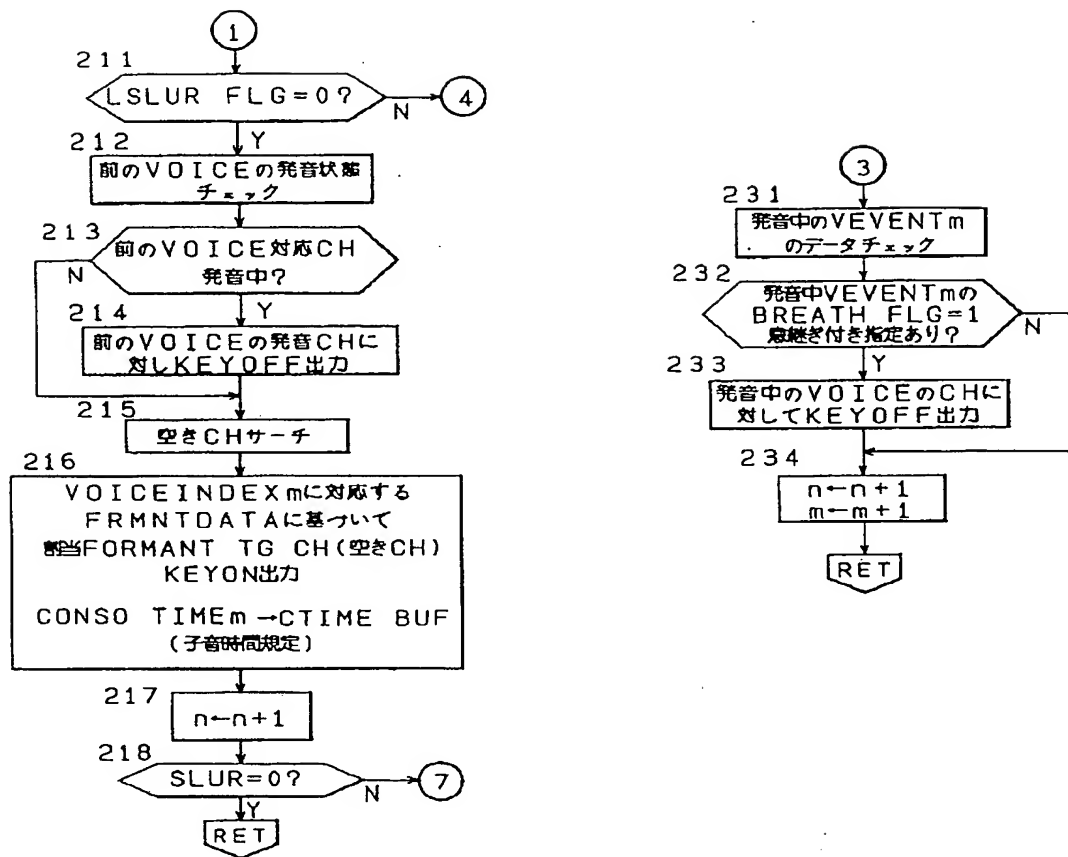 1
211
LSLUR FLG=0?
N
4
Y
212
前のVOICEの発音状態
チェック
213
前のVOICE対応CH
発音中?
N
Y
214
前のVOICEの発音CHに
対しKEYOFF出力
215
空きCHサーチ
216
VOICEINDEXmに対応する
FRMNTDATAに基づいて
割当FORMANT TG CH(空きCH)
KEYON出力
CONSO TIMEm→CTIME BUF
(子音時間規定)
217
n←n+1
218
SLUR=0?
N
7
Y
RET
3
231
発音中のVEVENTm
のデータチェック
232
発音中VEVENTmの
BREATH FLG=1
息継ぎ付き指定あり?
N
Y
233
発音中のVOICEのCHに
対してKEYOFF出力
234
n←n+1
m←m+1
RET